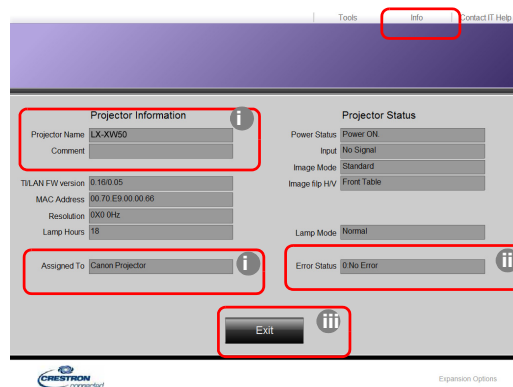 Tools Info Contact IT Help
Projector Information
i
Projector Name LX-XW50
Comment
TI/LAN FW version 0.16/0.05
MAC Address 00.70.E9.00.00.66
Resolution 0X0 0Hz
Lamp Hours 18
Assigned To Canon Projector
i
Projector Status
Power Status Power ON.
Input No Signal
Image Mode Standard
Image filp H/V Front Table
Lamp Mode Normal
Error Status 0:No Error
ii
Exit
iii
CRESTRON
connected
Expansion Options